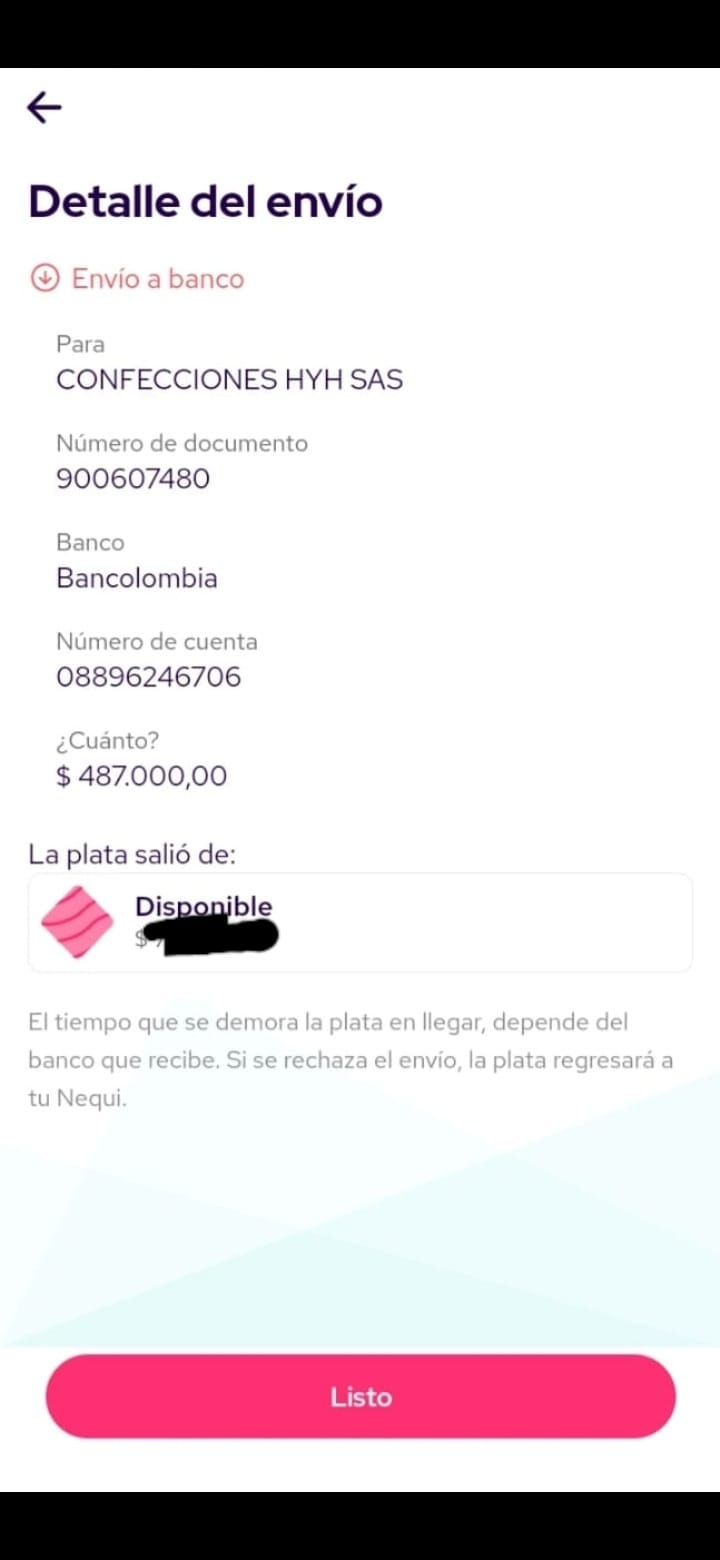 Detalle del envío
Envío a banco
Para
CONFECCIONES HYH SAS
Número de documento
900607480
Banco
Bancolombia
Número de cuenta
08896246706
¿Cuánto?
$ 487.000,00
La plata salió de:
Disponible
$
El tiempo que se demora la plata en llegar, depende del
banco que recibe. Si se rechaza el envío, la plata regresará a
tu Nequi.
Listo